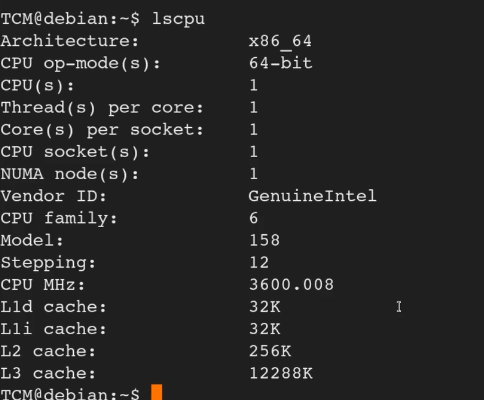 TCM@debian:~$ lscpu
Architecture:          x86_64
CPU op-mode(s):        64-bit
CPU(s):                1
Thread(s) per core:    1
Core(s) per socket:    1
CPU socket(s):         1
NUMA node(s):          1
Vendor ID:             GenuineIntel
CPU family:            6
Model:                 158
Stepping:              12
CPU MHz:               3600.008
L1d cache:             32K
L1i cache:             32K
L2 cache:              256K
L3 cache:              12288K
TCM@debian:~$